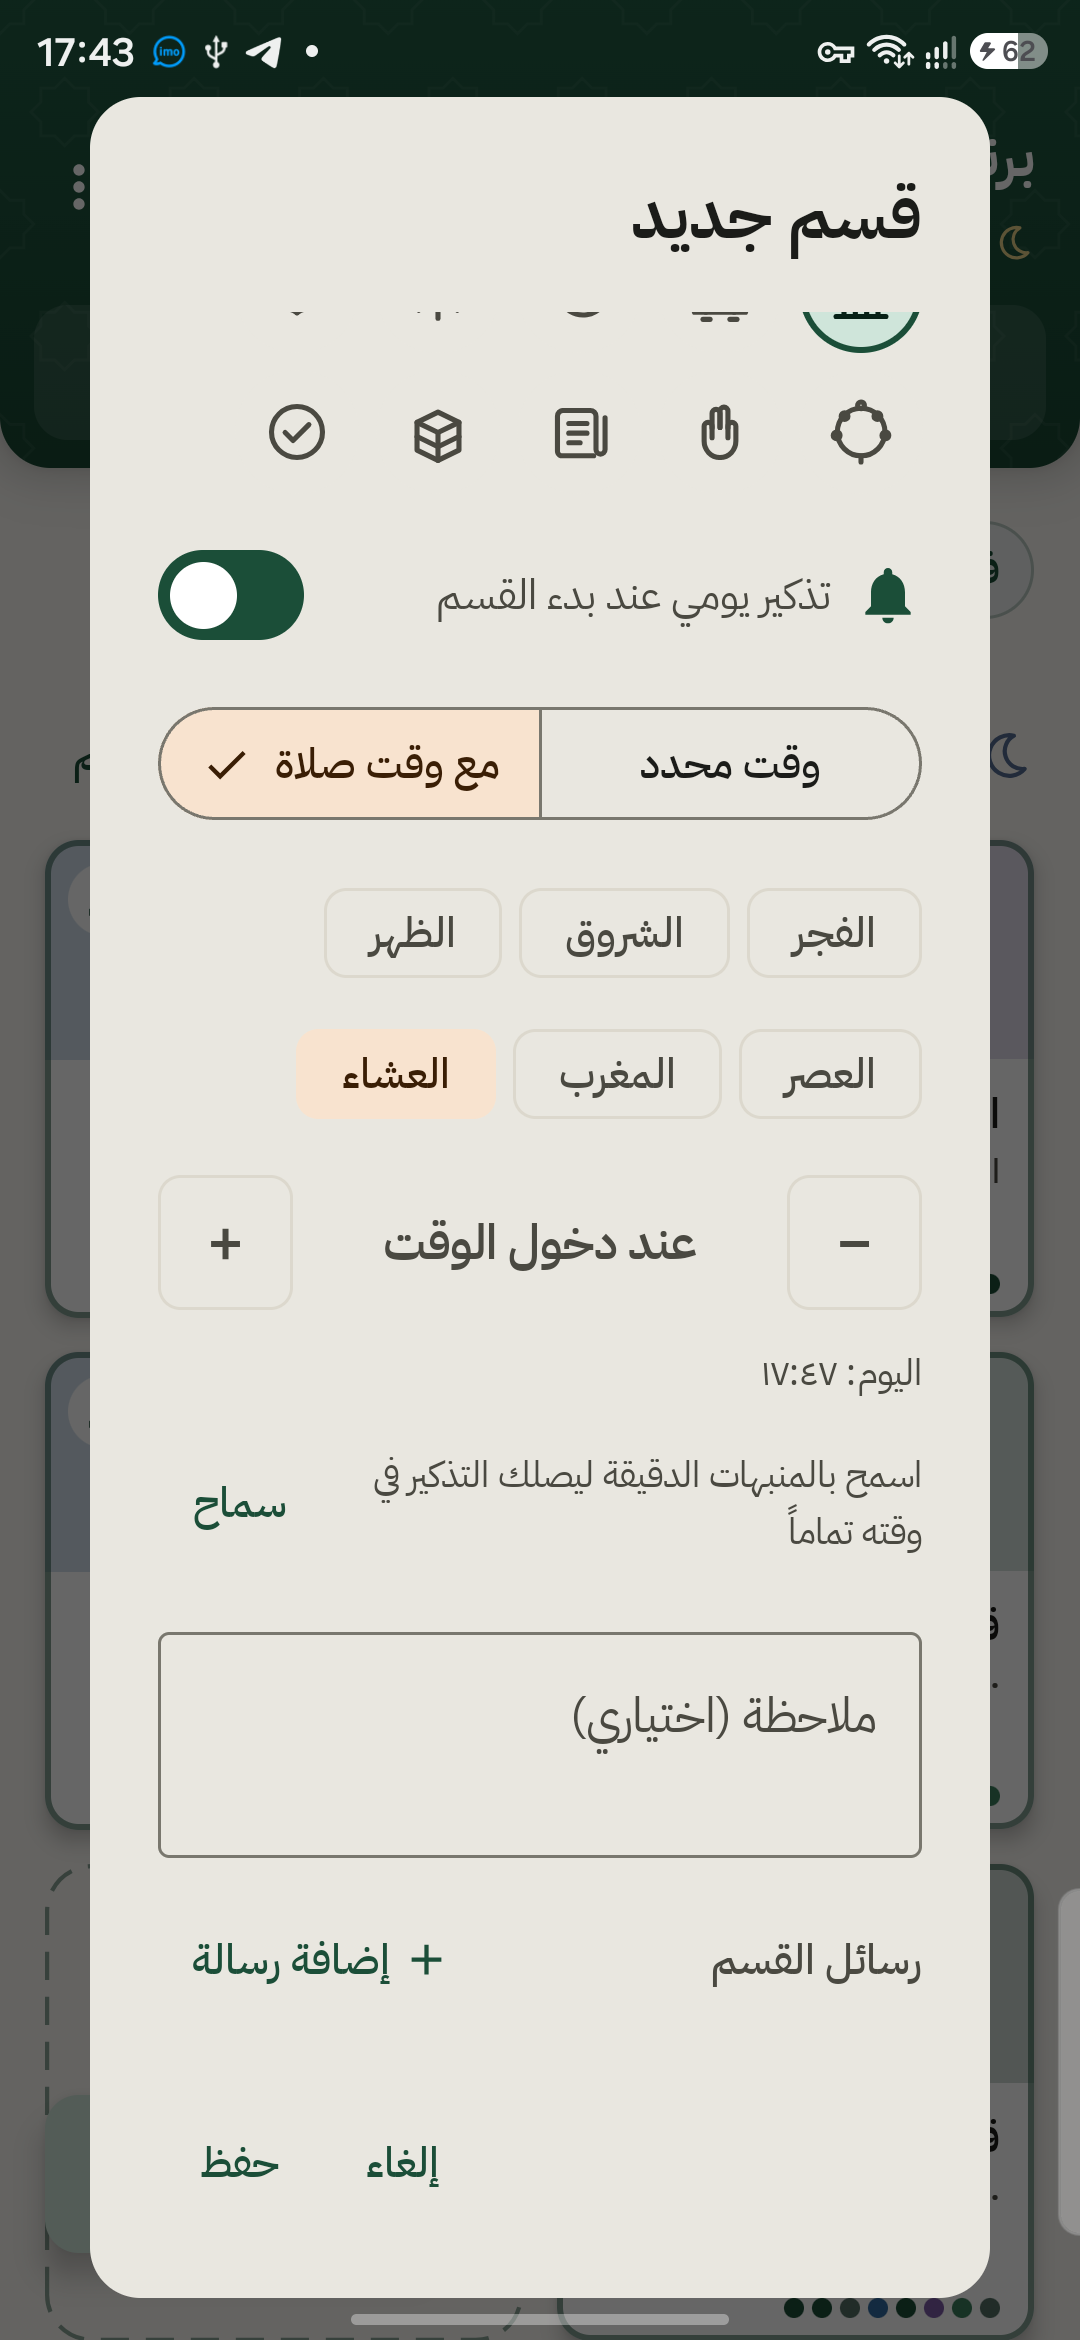 17:43
imo
62
قسم جديد
تذكير يومي عند بدء القسم
وقت محدد
مع وقت صلاة
الفجر
الشروق
الظهر
العصر
المغرب
العشاء
−
عند دخول الوقت
+
اليوم: ١٧:٤٧
اسمح بالمنبهات الدقيقة ليصلك التذكير في
وقته تماماً
سماح
ملاحظة (اختياري)
رسائل القسم
+ إضافة رسالة
إلغاء
حفظ